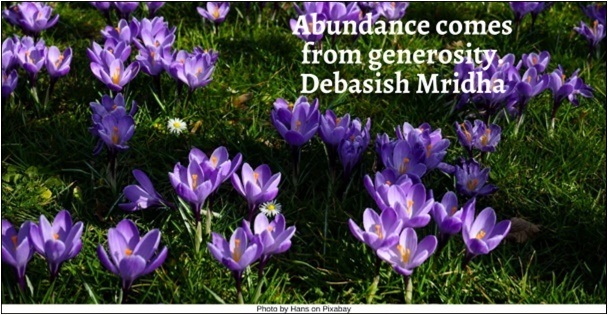 Abundance comes
from generosity.
Debasish Mridha
Photo by Hans on Pixabay